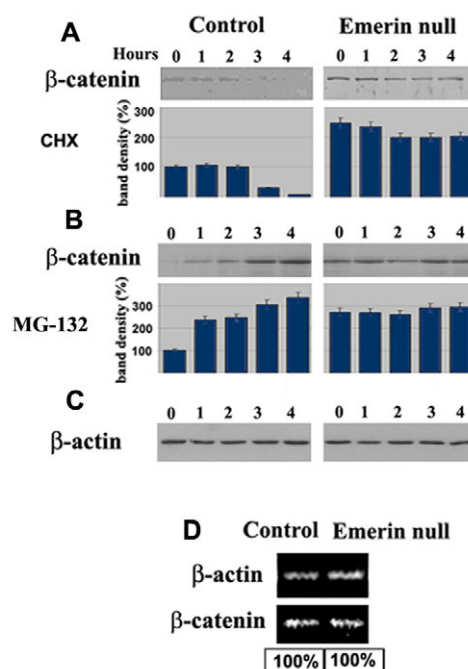 Control Emerin null
A
Hours 0 1 2 3 4 0 1 2 3 4
β-catenin
CHX
band density (%)
300
200
100
B
0 1 2 3 4 0 1 2 3 4
β-catenin
MG-132
band density (%)
300
200
100
C
0 1 2 3 4 0 1 2 3 4
β-actin
D
Control Emerin null
β-actin
β-catenin
100% 100%